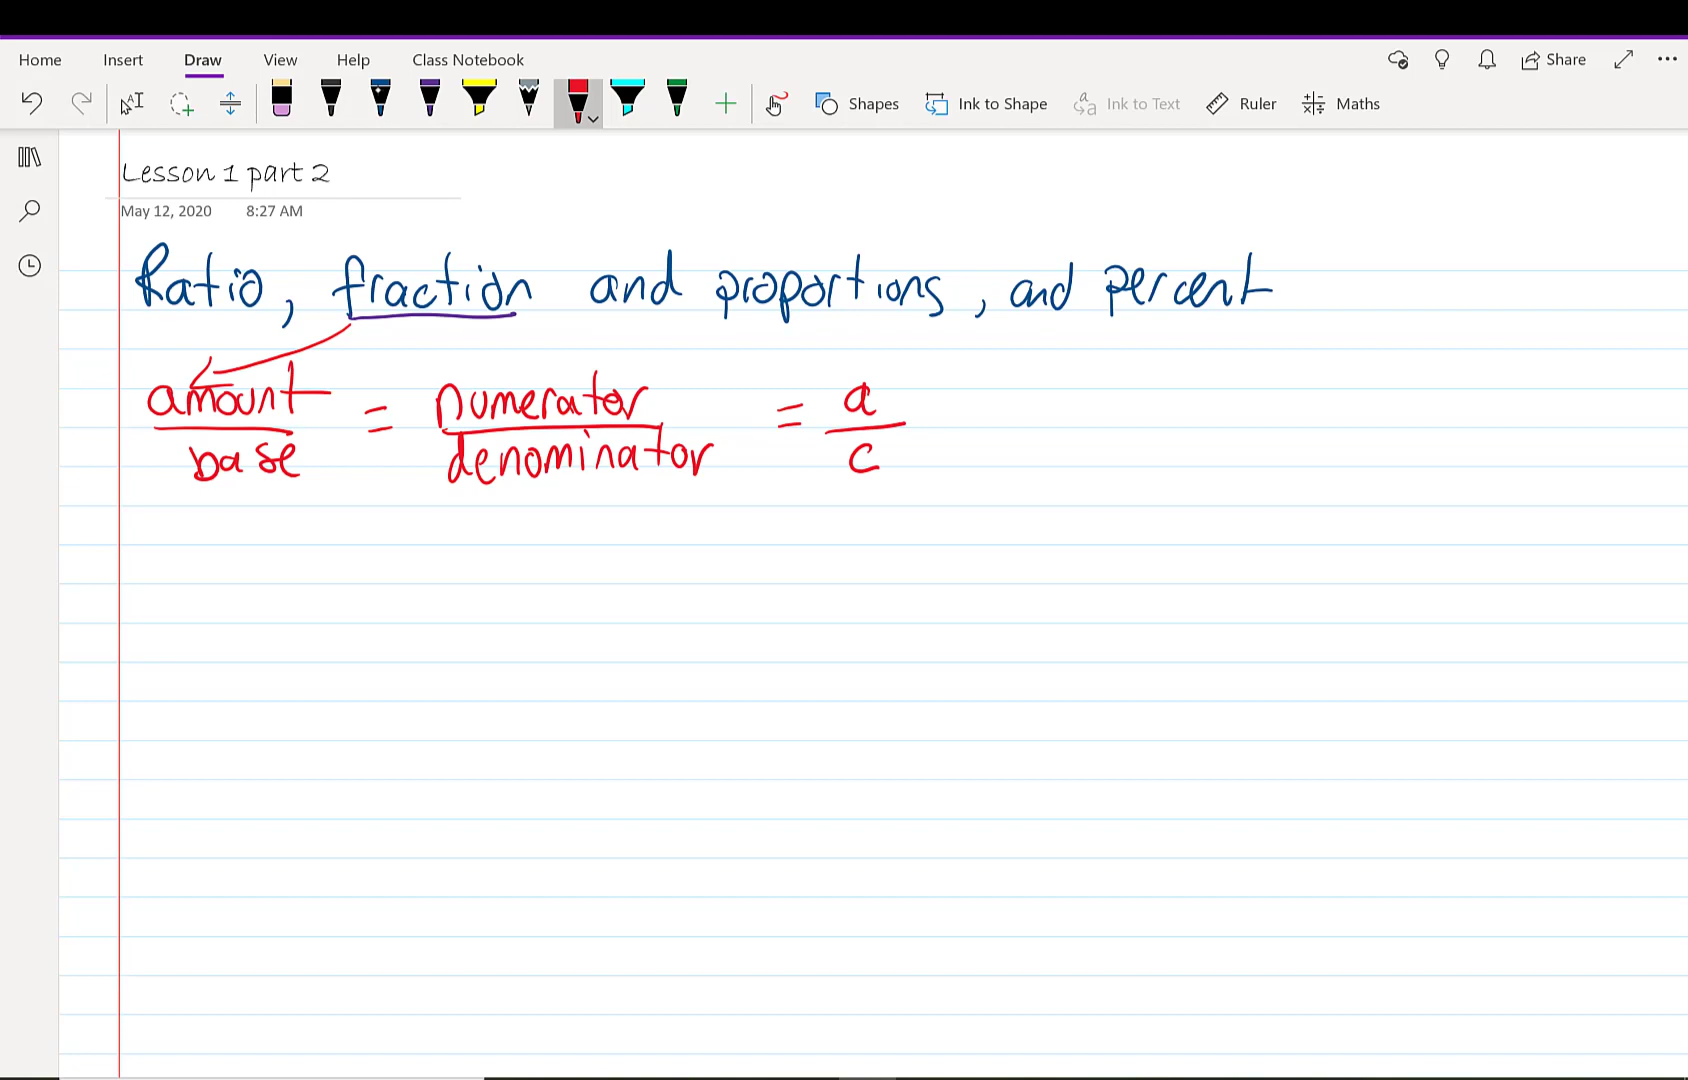 Home Insert Draw View Help Class Notebook Share
Shapes Ink to Shape Ink to Text Ruler Maths
Lesson 1 part 2
May 12, 2020 8:27 AM
Ratio, fraction and proportions, and percent
amount = numerator = a
base denominator c